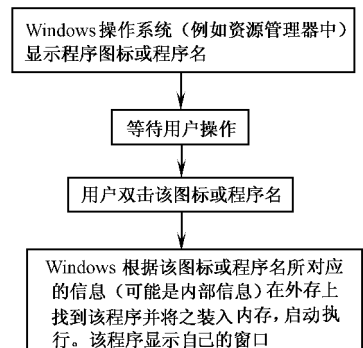 Windows操作系统（例如资源管理器中）
显示程序图标或程序名
等待用户操作
用户双击该图标或程序名
Windows 根据该图标或程序名所对应
的信息（可能是内部信息）在外存上
找到该程序并将之装入内存，启动执
行。该程序显示自己的窗口